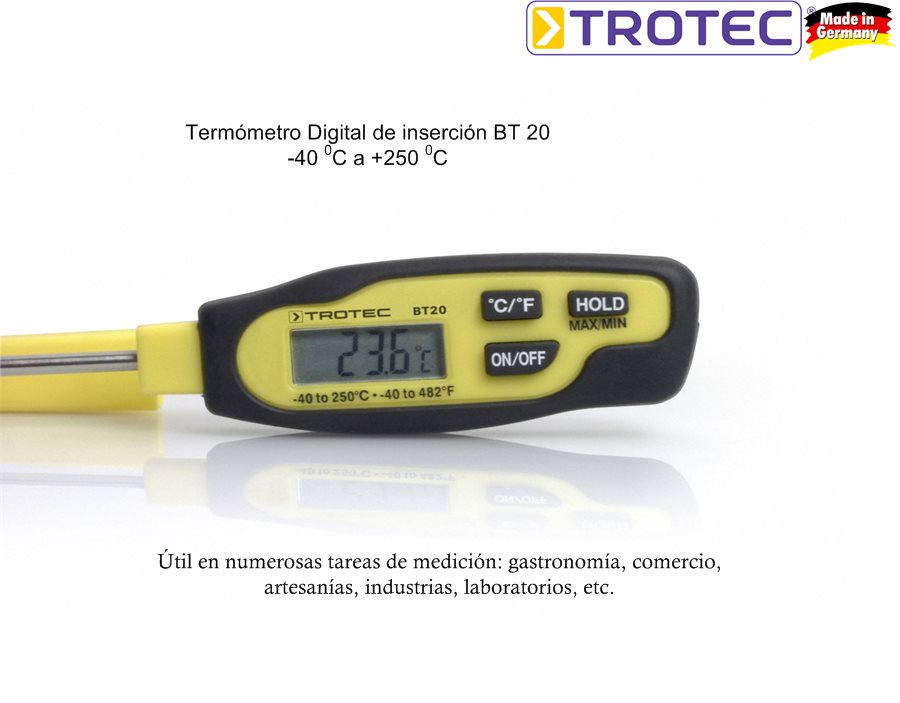 TROTEC
Made in
Germany
Termómetro Digital de inserción BT 20
-40 ⁰C a +250 ⁰C
TROTEC BT20
°C/°F
HOLD
MAX/MIN
23.6°C
ON/OFF
-40 to 250°C • -40 to 482°F
Útil en numerosas tareas de medición: gastronomía, comercio,
artesanías, industrias, laboratorios, etc.